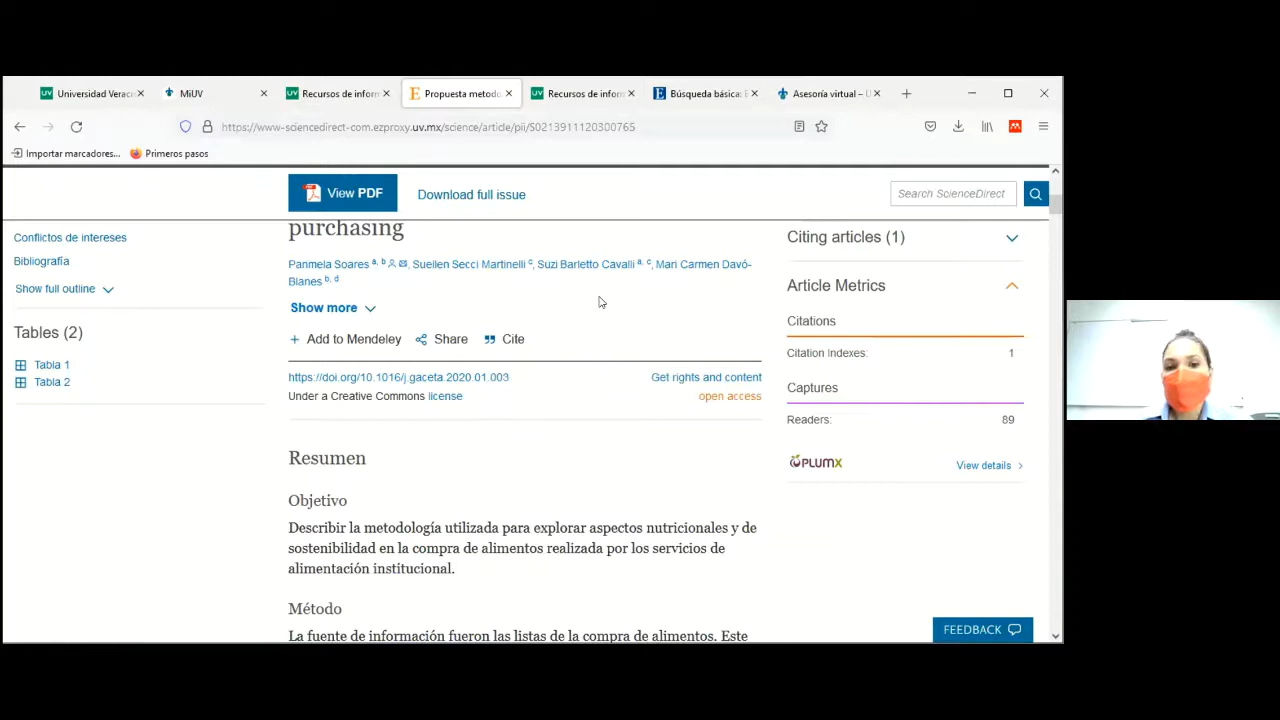 Universidad Veracr
MiUV
Recursos de inform
Propuesta metodo
Recursos de inform
Búsqueda básica: E
Asesoría virtual – U
https://www-sciencedirect-com.ezproxy.uv.mx/science/article/pii/S0213911120300765
Importar marcadores...
Primeros pasos
View PDF
Download full issue
Search ScienceDirect
purchasing
Conflictos de intereses
Bibliografía
Show full outline
Tables (2)
Tabla 1
Tabla 2
Panmela Soares a, b, Suellen Secci Martinelli c, Suzi Barletto Cavalli a, c, Mari Carmen Davó-
Blanes b, d
Show more
+ Add to Mendeley Share Cite
https://doi.org/10.1016/j.gaceta.2020.01.003
Get rights and content
Under a Creative Commons license
open access
Resumen
Objetivo
Describir la metodología utilizada para explorar aspectos nutricionales y de
sostenibilidad en la compra de alimentos realizada por los servicios de
alimentación institucional.
Método
La fuente de información fueron las listas de la compra de alimentos. Este
Citing articles (1)
Article Metrics
Citations
Citation Indexes: 1
Captures
Readers: 89
PLUMX
View details
FEEDBACK